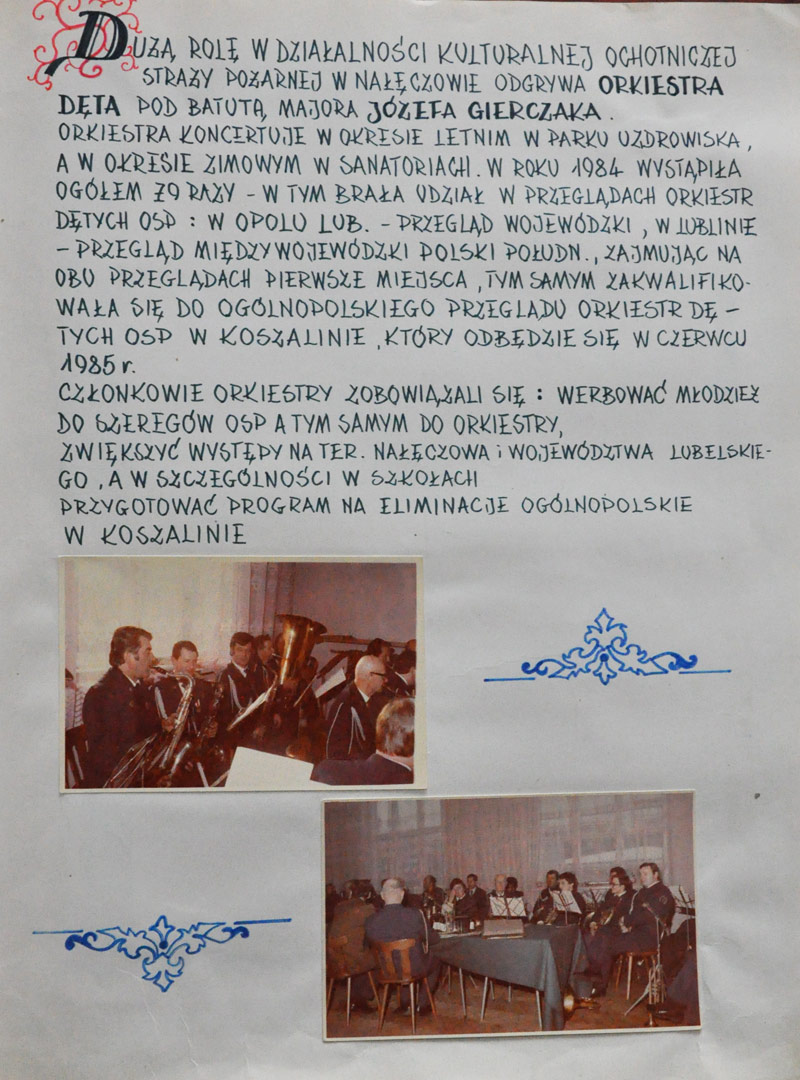 DUŻĄ ROLĘ W DZIAŁALNOŚCI KULTURALNEJ OCHOTNICZEJ
STRAŻY POŻARNEJ W NAŁĘCZOWIE ODGRYWA ORKIESTRA
DĘTA POD BATUTĄ MAJORA JÓZEFA GIERCZAKA.
ORKIESTRA KONCERTUJE W OKRESIE LETNIM W PARKU UZDROWISKA,
A W OKRESIE ZIMOWYM W SANATORIACH. W ROKU 1984 WYSTĄPIŁA
OGÓŁEM 79 RAZY - W TYM BRAŁA UDZIAŁ W PRZEGLĄDACH ORKIESTR
DĘTYCH OSP : W OPOLU LUB. - PRZEGLĄD WOJEWÓDZKI, W LUBLINIE
- PRZEGLĄD MIĘDZYWOJEWÓDZKI POLSKI POŁUDN., ZAJMUJĄC NA
OBU PRZEGLĄDACH PIERWSZE MIEJSCA, TYM SAMYM ZAKWALIFIKO-
WAŁA SIĘ DO OGÓLNOPOLSKIEGO PRZEGLĄDU ORKIESTR DĘ-
TYCH OSP W KOSZALINIE, KTÓRY ODBĘDZIE SIĘ W CZERWCU
1985 r.
CZŁONKOWIE ORKIESTRY ZOBOWIĄZALI SIĘ : WERBOWAĆ MŁODZIEŻ
DO SZEREGÓW OSP A TYM SAMYM DO ORKIESTRY,
ZWIĘKSZYĆ WYSTĘPY NA TER. NAŁĘCZOWA i WOJEWÓDZTWA LUBELSKIE-
GO, A W SZCZEGÓLNOŚCI W SZKOŁACH
PRZYGOTOWAĆ PROGRAM NA ELIMINACJE OGÓLNOPOLSKIE
W KOSZALINIE